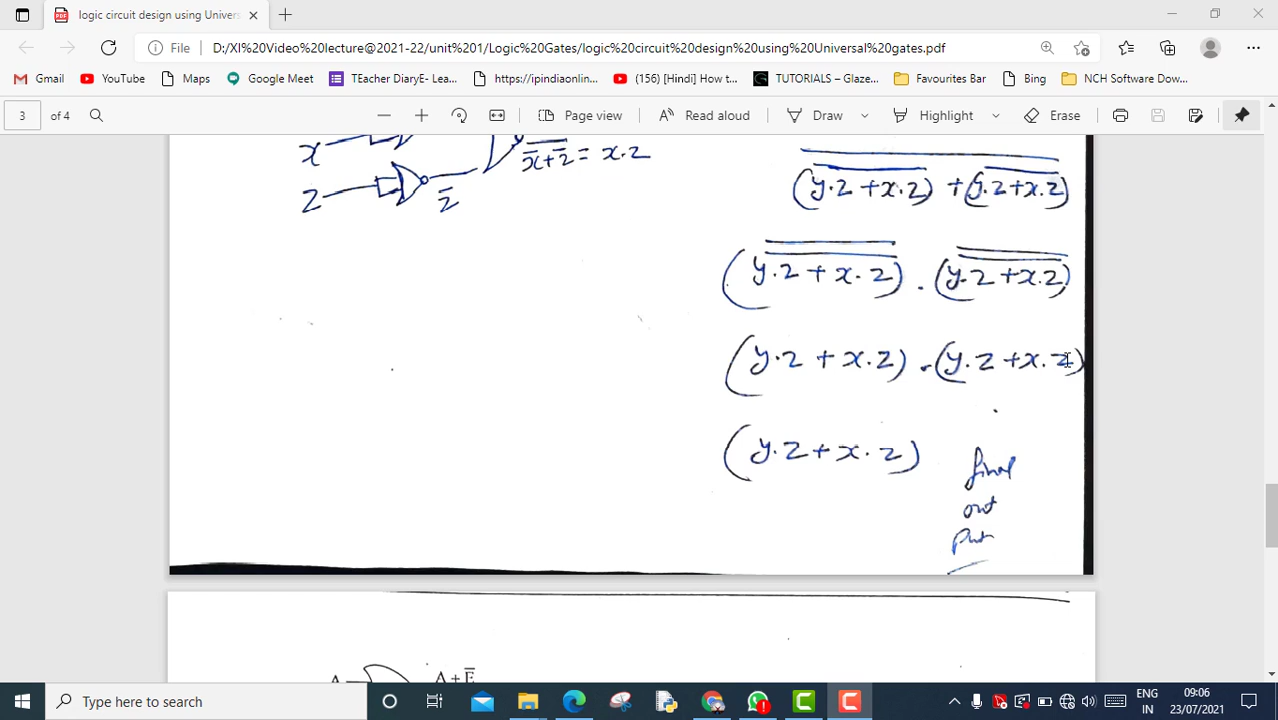 logic circuit design using Univers
File
D:/XI%20Video%20lecture@2021-22/unit%201/Logic%20Gates/logic%20circuit%20design%20using%20Universal%20gates.pdf
Gmail
YouTube
Maps
Google Meet
TEacher DiaryE- Lea...
https://ipindiaonlin...
(156) [Hindi] How t...
TUTORIALS – Glaze...
Favourites Bar
Bing
NCH Software Dow...
3 of 4
Page view
Read aloud
Draw
Highlight
Erase
x
z
z̅
x̅+z̅ = x.z
(y.z + x.z) + (y.z+x.z)
(y.z + x.z) . (y.z+x.z)
(y.z + x.z) . (y.z+x.z)
(y.z+x.z)
final
out
put
A
A + E̅
Type here to search
ENG
IN
09:06
23/07/2021